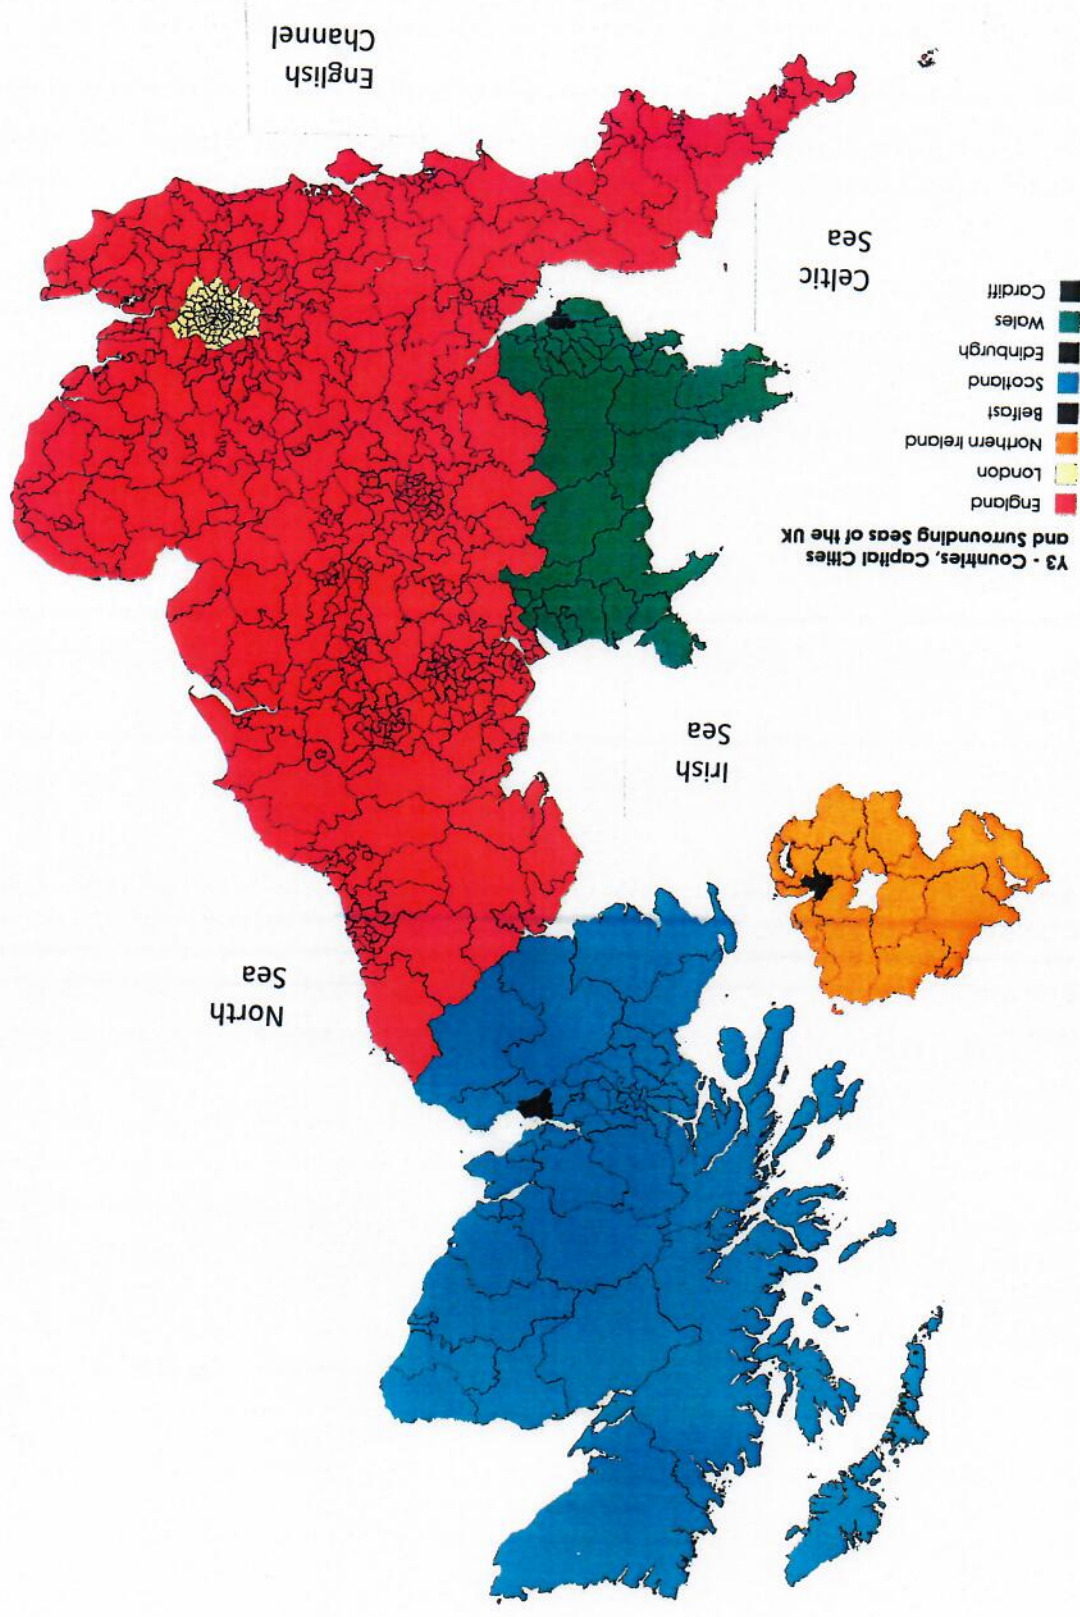 Y3 - Countries, Capital Cities
and Surrounding Seas of the UK
England
London
Northern Ireland
Belfast
Scotland
Edinburgh
Wales
Cardiff
North
Sea
Irish
Sea
Celtic
Sea
English
Channel